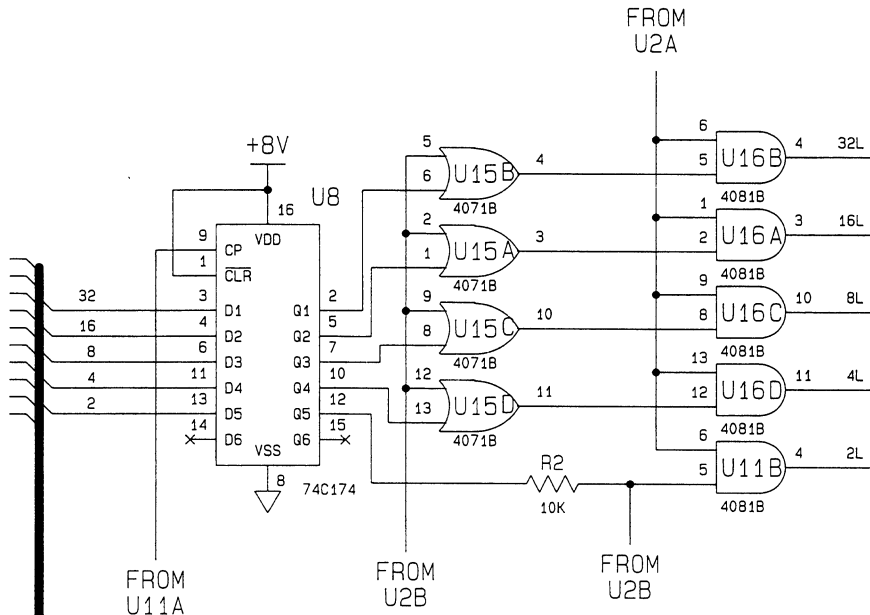 FROM
U2A
+8V
U8
16
VDD
9 CP
1 CLR
32 3 D1 Q1 2
16 4 D2 Q2 5
8 6 D3 Q3 7
4 11 D4 Q4 10
2 13 D5 Q5 12
14 D6 Q6 15
VSS
8
74C174
5
6
U15B
4
4071B
2
1
U15A
3
4071B
9
8
U15C
10
4071B
12
13
U15D
11
4071B
R2
10K
6
5
U16B
4
32L
4081B
1
2
U16A
3
16L
4081B
9
8
U16C
10
8L
4081B
13
12
U16D
11
4L
4081B
6
5
U11B
4
2L
4081B
FROM
U11A
FROM
U2B
FROM
U2B